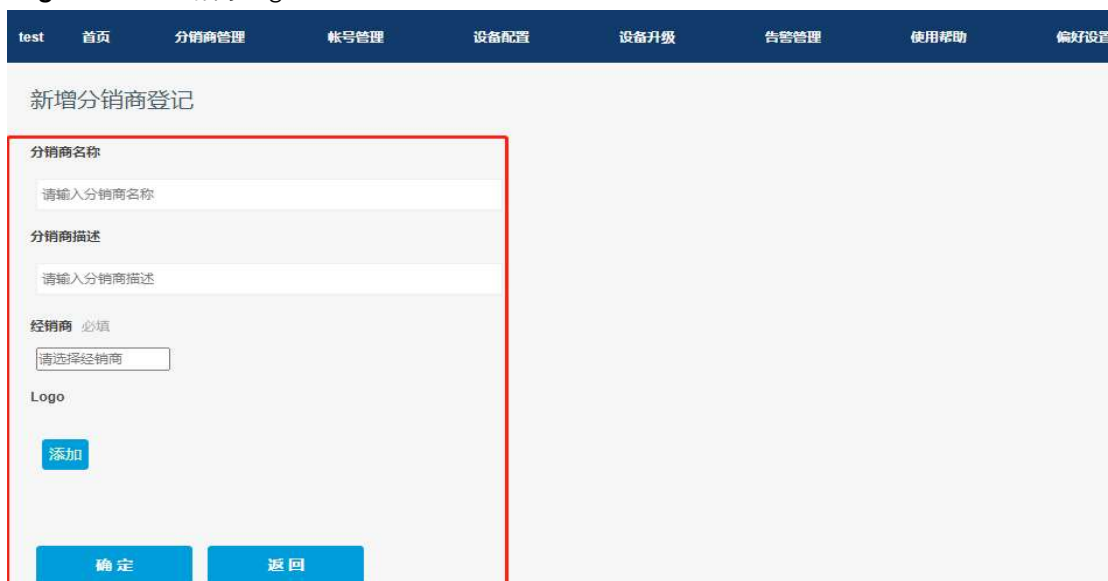 test 首页 分销商管理 帐号管理 设备配置 设备升级 告警管理 使用帮助 偏好设置
新增分销商登记
分销商名称
请输入分销商名称
分销商描述
请输入分销商描述
经销商 必填
请选择经销商
Logo
添加
确 定 返 回